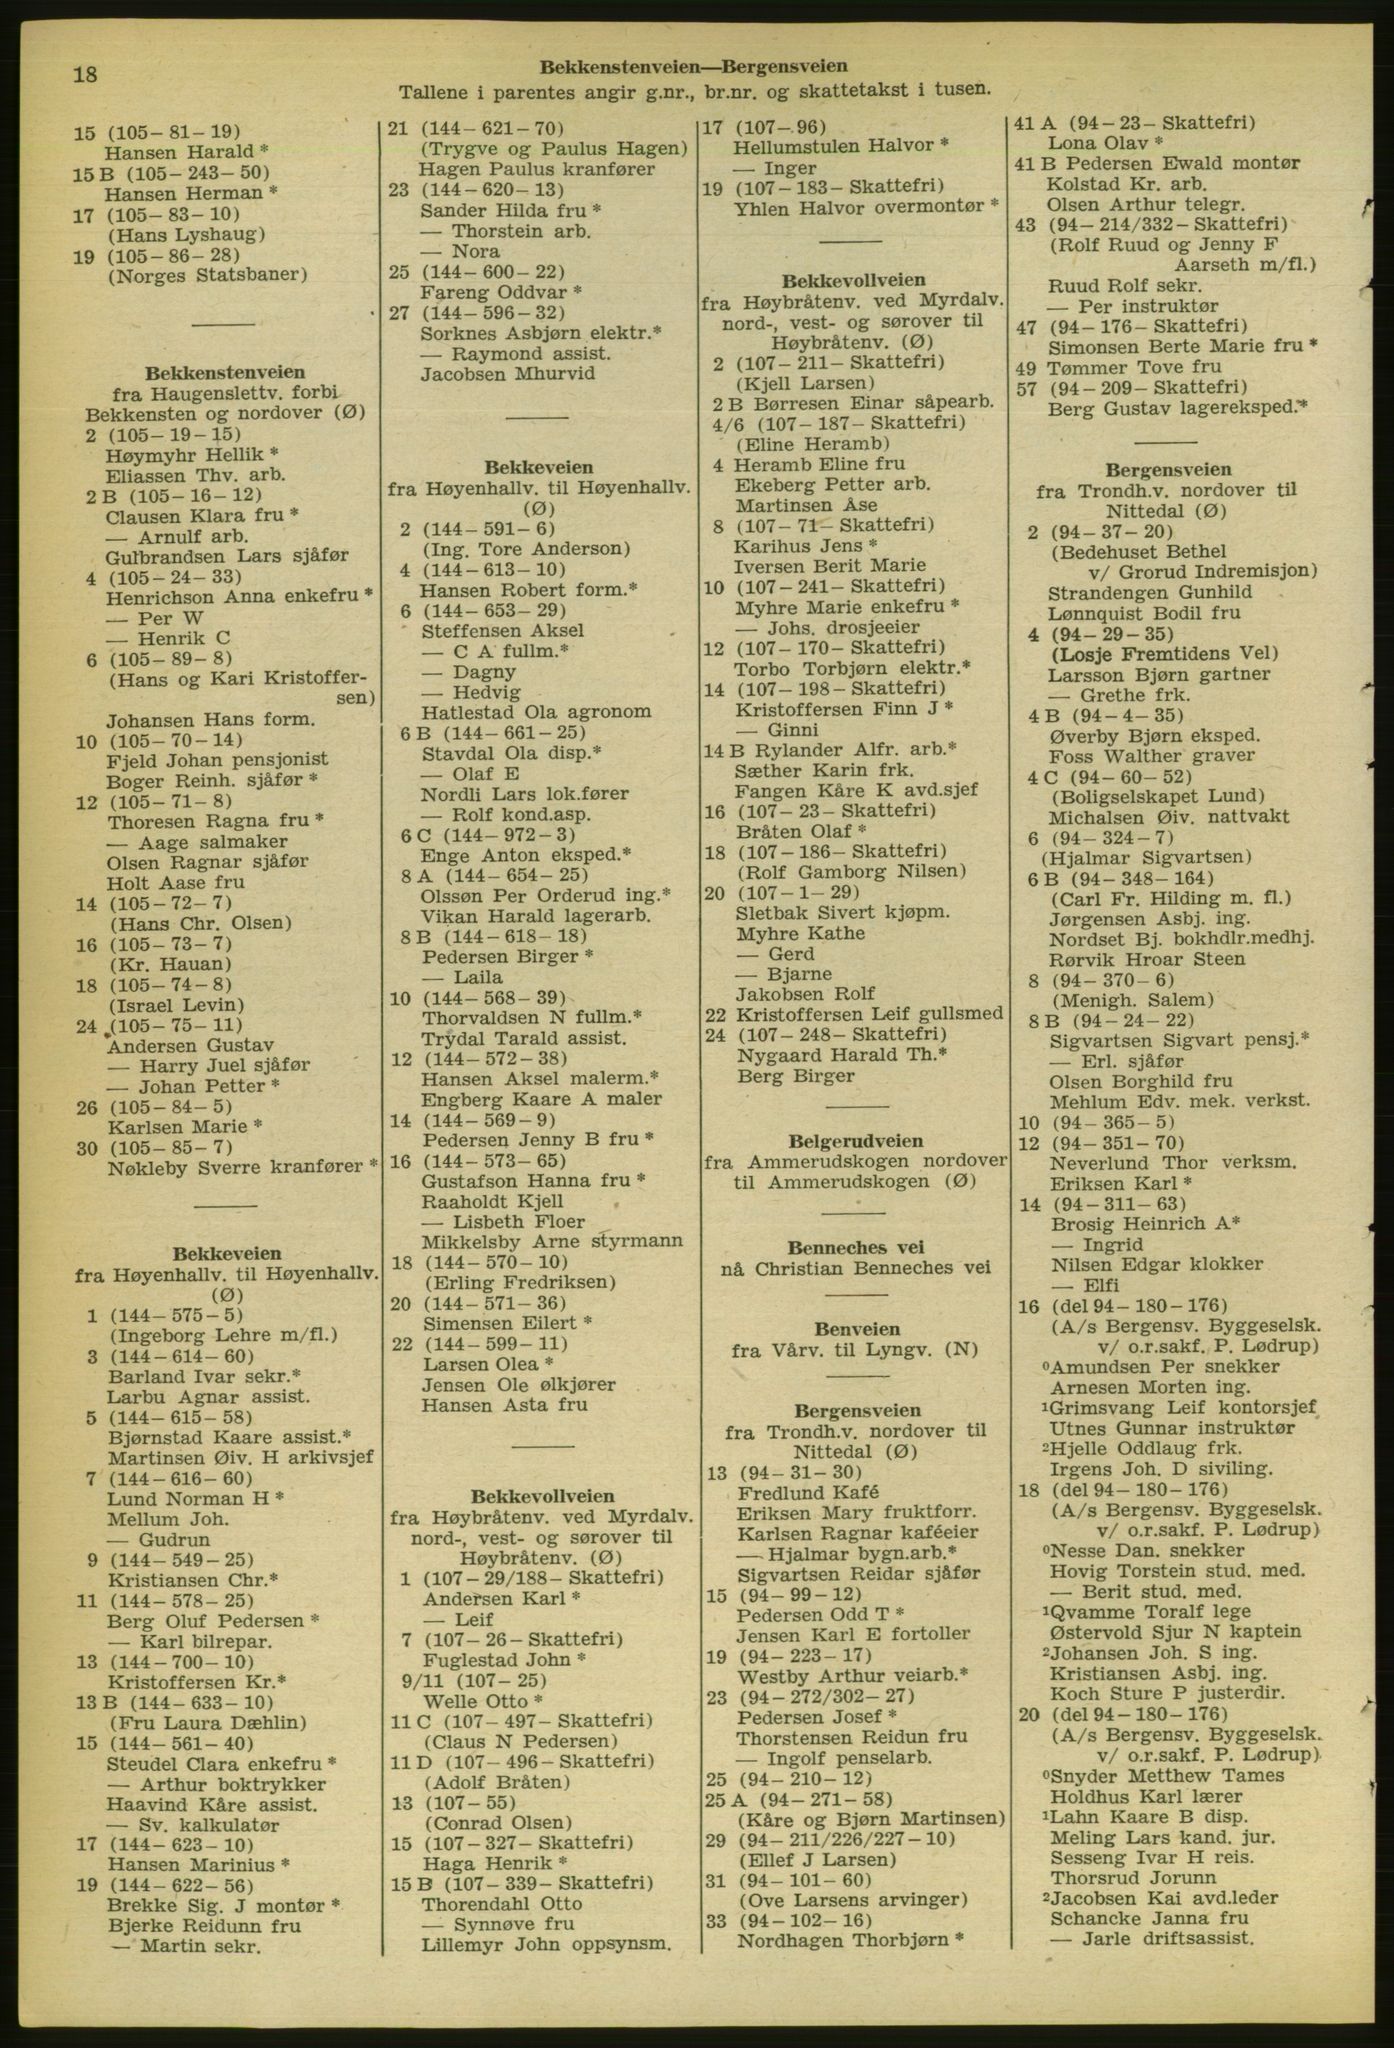 18
Bekkenstenveien—Bergensveien
Tallene i parentes angir g.nr., br.nr. og skattetakst i tusen.
15 (105—81—19)
Hansen Harald *
15 B (105—243—50)
Hansen Herman *
17 (105—83—10)
(Hans Lyshaug)
19 (105—86—28)
(Norges Statsbaner)
Bekkenstenveien
fra Haugenslettv. forbi
Bekkensten og nordover (Ø)
2 (105—19—15)
Høymyhr Hellik *
Eliassen Thv. arb.
2 B (105—16—12)
Clausen Klara fru *
— Arnulf arb.
Gulbrandsen Lars sjåfør
4 (105—24—33)
Henrichson Anna enkefru *
— Per W
— Henrik C
6 (105—89—8)
(Hans og Kari Kristoffer-
sen)
Johansen Hans form.
10 (105—70—14)
Fjeld Johan pensjonist
Boger Reinh. sjåfør *
12 (105—71—8)
Thoresen Ragna fru *
— Aage salmaker
Olsen Ragnar sjåfør
Holt Aase fru
14 (105—72—7)
(Hans Chr. Olsen)
16 (105—73—7)
(Kr. Hauan)
18 (105—74—8)
(Israel Levin)
24 (105—75—11)
Andersen Gustav
— Harry Juel sjåfør
— Johan Petter *
26 (105—84—5)
Karlsen Marie *
30 (105—85—7)
Nøkleby Sverre kranfører *
Bekkeveien
fra Høyenhallv. til Høyenhallv.
(Ø)
1 (144—575—5)
(Ingeborg Lehre m/fl.)
3 (144—614—60)
Barland Ivar sekr.*
Larbu Agnar assist.
5 (144—615—58)
Bjørnstad Kaare assist.*
Martinsen Øiv. H arkivsjef
7 (144—616—60)
Lund Norman H *
Mellum Joh.
— Gudrun
9 (144—549—25)
Kristiansen Chr.*
11 (144—578—25)
Berg Oluf Pedersen *
— Karl bilrepar.
13 (144—700—10)
Kristoffersen Kr.*
13 B (144—633—10)
(Fru Laura Dæhlin)
15 (144—561—40)
Steudel Clara enkefru *
— Arthur boktrykker
Haavind Kåre assist.
— Sv. kalkulatør
17 (144—623—10)
Hansen Marinius *
19 (144—622—56)
Brekke Sig. J montør *
Bjerke Reidunn fru
— Martin sekr.
21 (144—621—70)
(Trygve og Paulus Hagen)
Hagen Paulus kranfører
23 (144—620—13)
Sander Hilda fru *
— Thorstein arb.
— Nora
25 (144—600—22)
Fareng Oddvar *
27 (144—596—32)
Sorknes Asbjørn elektr.*
— Raymond assist.
Jacobsen Mhurvid
Bekkeveien
fra Høyenhallv. til Høyenhallv.
(Ø)
2 (144—591—6)
(Ing. Tore Anderson)
4 (144—613—10)
Hansen Robert form.*
6 (144—653—29)
Steffensen Aksel
— C A fullm.*
— Dagny
— Hedvig
Hatlestad Ola agronom
6 B (144—661—25)
Stavdal Ola disp.*
— Olaf E
Nordli Lars lok.fører
— Rolf kond.asp.
6 C (144—972—3)
Enge Anton eksped.*
8 A (144—654—25)
Olssøn Per Orderud ing.*
Vikan Harald lagerarb.
8 B (144—618—18)
Pedersen Birger *
— Laila
10 (144—568—39)
Thorvaldsen N fullm.*
Trydal Tarald assist.
12 (144—572—38)
Hansen Aksel malerm.*
Engberg Kaare A maler
14 (144—569—9)
Pedersen Jenny B fru *
16 (144—573—65)
Gustafson Hanna fru *
Raaholdt Kjell
— Lisbeth Floer
Mikkelsby Arne styrmann
18 (144—570—10)
(Erling Fredriksen)
20 (144—571—36)
Simensen Eilert *
22 (144—599—11)
Larsen Olea *
Jensen Ole ølkjører
Hansen Asta fru
Bekkevollveien
fra Høybråtenv. ved Myrdalv.
nord-, vest- og sørover til
Høybråtenv. (Ø)
1 (107—29/188—Skattefri)
Andersen Karl *
— Leif
7 (107—26—Skattefri)
Fuglestad John *
9/11 (107—25)
Welle Otto *
11 C (107—497—Skattefri)
(Claus N Pedersen)
11 D (107—496—Skattefri)
(Adolf Bråten)
13 (107—55)
(Conrad Olsen)
15 (107—327—Skattefri)
Haga Henrik *
15 B (107—339—Skattefri)
Thorendahl Otto
— Synnøve fru
Lillemyr John oppsynsm.
17 (107—96)
Hellumstulen Halvor *
— Inger
19 (107—183—Skattefri)
Yhlen Halvor overmontør *
Bekkevollveien
fra Høybråtenv. ved Myrdalv.
nord-, vest- og sørover til
Høybråtenv. (Ø)
2 (107—211—Skattefri)
(Kjell Larsen)
2 B Børresen Einar såpearb.
4/6 (107—187—Skattefri)
(Eline Heramb)
4 Heramb Eline fru
Ekeberg Petter arb.
Martinsen Åse
8 (107—71—Skattefri)
Karihus Jens *
Iversen Berit Marie
10 (107—241—Skattefri)
Myhre Marie enkefru *
— Johs. drosjeeier
12 (107—170—Skattefri)
Torbo Torbjørn elektr.*
14 (107—198—Skattefri)
Kristoffersen Finn J *
— Ginni
14 B Rylander Alfr. arb.*
Sæther Karin frk.
Fangen Kåre K avd.sjef
16 (107—23—Skattefri)
Bråten Olaf *
18 (107—186—Skattefri)
(Rolf Gamborg Nilsen)
20 (107—1—29)
Sletbak Sivert kjøpm.
Myhre Kathe
— Gerd
— Bjarne
Jakobsen Rolf
22 Kristoffersen Leif gullsmed
24 (107—248—Skattefri)
Nygaard Harald Th.*
Berg Birger
Belgerudveien
fra Ammerudskogen nordover
til Ammerudskogen (Ø)
Benneches vei
nå Christian Benneches vei
Benveien
fra Vårv. til Lyngv. (N)
Bergensveien
fra Trondh.v. nordover til
Nittedal (Ø)
13 (94—31—30)
Fredlund Kafé
Eriksen Mary fruktforr.
Karlsen Ragnar kaféeier
— Hjalmar bygn.arb.*
Sigvartsen Reidar sjåfør
15 (94—99—12)
Pedersen Odd T *
Jensen Karl E fortoller
19 (94—223—17)
Westby Arthur veiarb.*
23 (94—272/302—27)
Pedersen Josef *
Thorstensen Reidun fru
— Ingolf penselarb.
25 (94—210—12)
25 A (94—271—58)
(Kåre og Bjørn Martinsen)
29 (94—211/226/227—10)
(Ellef J Larsen)
31 (94—101—60)
(Ove Larsens arvinger)
33 (94—102—16)
Nordhagen Thorbjørn *
41 A (94—23—Skattefri)
Lona Olav *
41 B Pedersen Ewald montør
Kolstad Kr. arb.
Olsen Arthur telegr.
43 (94—214/332—Skattefri)
(Rolf Ruud og Jenny F
Aarseth m/fl.)
Ruud Rolf sekr.
— Per instruktør
47 (94—176—Skattefri)
Simonsen Berte Marie fru *
49 Tømmer Tove fru
57 (94—209—Skattefri)
Berg Gustav lagereksped.*
Bergensveien
fra Trondh.v. nordover til
Nittedal (Ø)
2 (94—37—20)
(Bedehuset Bethel
v/ Grorud Indremisjon)
Strandengen Gunhild
Lønnquist Bodil fru
4 (94—29—35)
(Losje Fremtidens Vel)
Larsson Bjørn gartner
— Grethe frk.
4 B (94—4—35)
Øverby Bjørn eksped.
Foss Walther graver
4 C (94—60—52)
(Boligselskapet Lund)
Michalsen Øiv. nattvakt
6 (94—324—7)
(Hjalmar Sigvartsen)
6 B (94—348—164)
(Carl Fr. Hilding m. fl.)
Jørgensen Asbj. ing.
Nordset Bj. bokhdlr.medhj.
Rørvik Hroar Steen
8 (94—370—6)
(Menigh. Salem)
8 B (94—24—22)
Sigvartsen Sigvart pensj.*
— Erl. sjåfør
Olsen Borghild fru
Mehlum Edv. mek. verkst.
10 (94—365—5)
12 (94—351—70)
Neverlund Thor verksm.
Eriksen Karl *
14 (94—311—63)
Brosig Heinrich A*
— Ingrid
Nilsen Edgar klokker
— Elfi
16 (del 94—180—176)
(A/s Bergensv. Byggeselsk.
v/ o.r.sakf. P. Lødrup)
0Amundsen Per snekker
Arnesen Morten ing.
1Grimsvang Leif kontorsjef
Utnes Gunnar instruktør
2Hjelle Oddlaug frk.
Irgens Joh. D siviling.
18 (del 94—180—176)
(A/s Bergensv. Byggeselsk.
v/ o.r.sakf. P. Lødrup)
0Nesse Dan. snekker
Hovig Torstein stud. med.
— Berit stud. med.
1Qvamme Toralf lege
Østervold Sjur N kaptein
2Johansen Joh. S ing.
Kristiansen Asbj. ing.
Koch Sture P justerdir.
20 (del 94—180—176)
(A/s Bergensv. Byggeselsk.
v/ o.r.sakf. P. Lødrup)
0Snyder Metthew Tames
Holdhus Karl lærer
1Lahn Kaare B disp.
Meling Lars kand. jur.
Sesseng Ivar H reis.
Thorsrud Jorunn
2Jacobsen Kai avd.leder
Schancke Janna fru
— Jarle driftsassist.